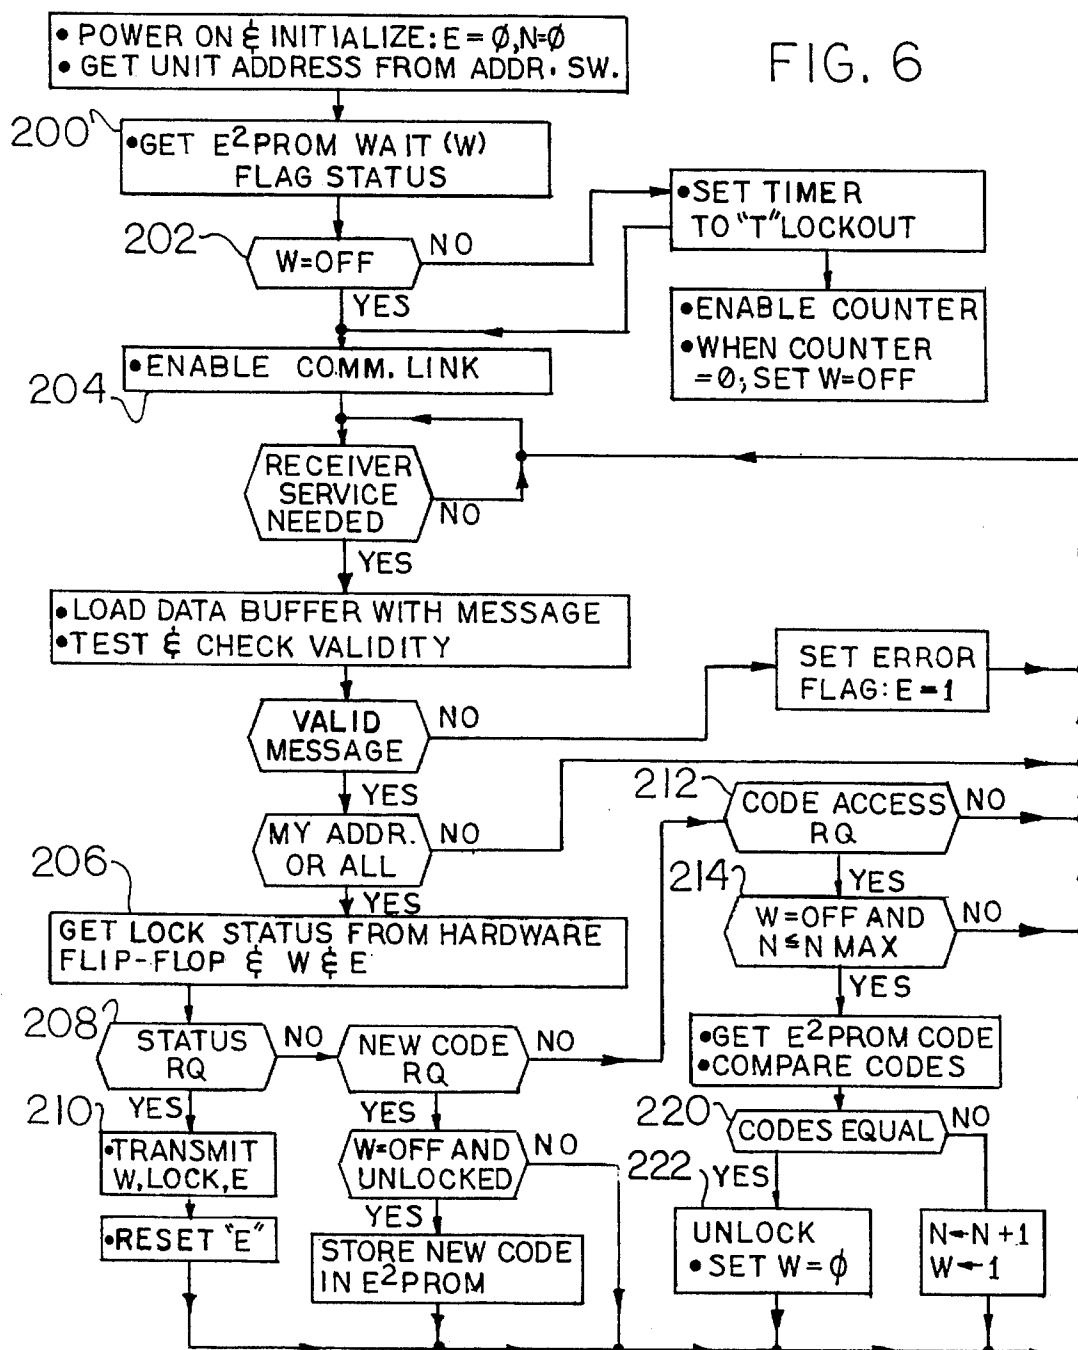 • POWER ON & INITIALIZE: E = Ø, N=Ø
• GET UNIT ADDRESS FROM ADDR. SW.
FIG. 6
200
• GET E²PROM WAIT (W)
FLAG STATUS
202
W=OFF
NO
YES
• SET TIMER
TO "T" LOCKOUT
• ENABLE COUNTER
• WHEN COUNTER
=Ø; SET W=OFF
• ENABLE COMM. LINK
204
RECEIVER
SERVICE
NEEDED
NO
YES
• LOAD DATA BUFFER WITH MESSAGE
• TEST & CHECK VALIDITY
SET ERROR
FLAG: E = 1
VALID
MESSAGE
NO
YES
MY ADDR.
OR ALL
NO
YES
212
CODE ACCESS
RQ
NO
YES
206
GET LOCK STATUS FROM HARDWARE
FLIP-FLOP & W & E
214
W=OFF AND
N≤N MAX
NO
YES
208
STATUS
RQ
NO
YES
NEW CODE
RQ
NO
YES
• GET E²PROM CODE
• COMPARE CODES
210
• TRANSMIT
W, LOCK, E
W=OFF AND
UNLOCKED
NO
YES
220
CODES EQUAL
NO
YES
222
• RESET "E"
STORE NEW CODE
IN E²PROM
UNLOCK
• SET W = Ø
N←N+1
W←1